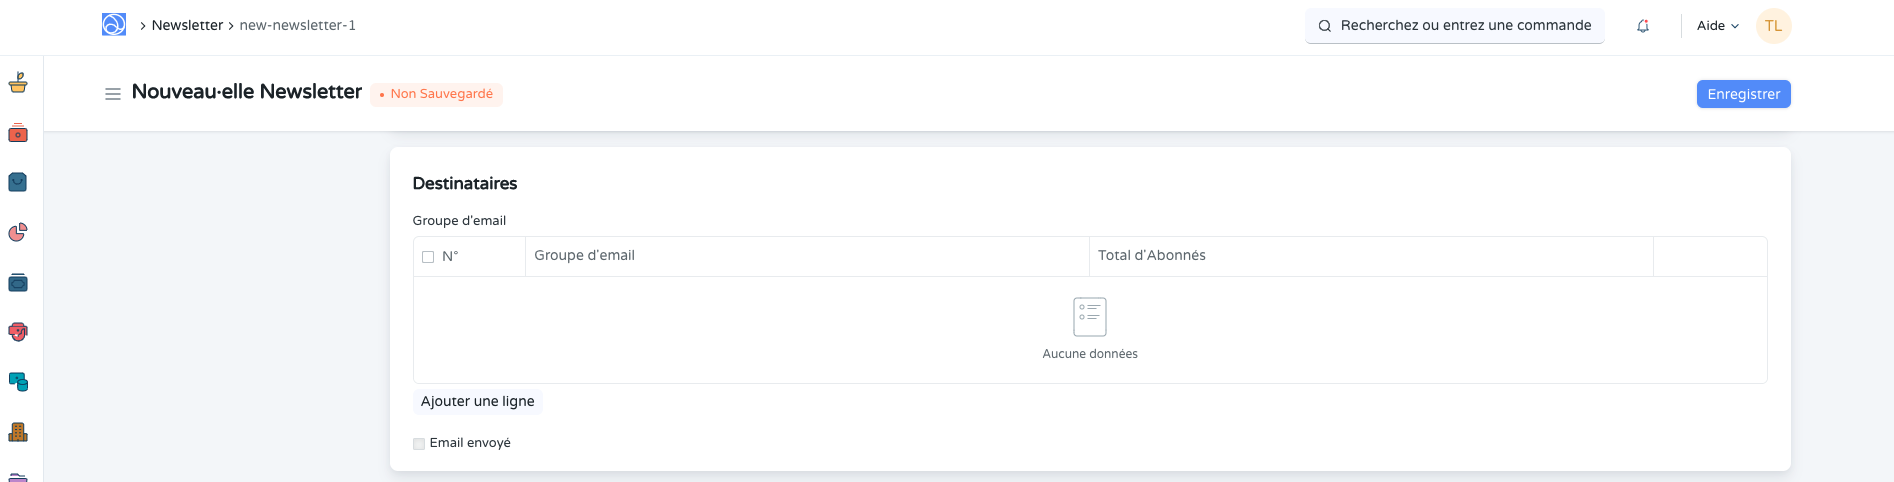 Newsletter
new-newsletter-1
Recherchez ou entrez une commande
Aide
TL
Nouveau·elle Newsletter
Non Sauvegardé
Enregistrer
Destinataires
Groupe d'email
N°
Groupe d'email
Total d'Abonnés
Aucune données
Ajouter une ligne
Email envoyé